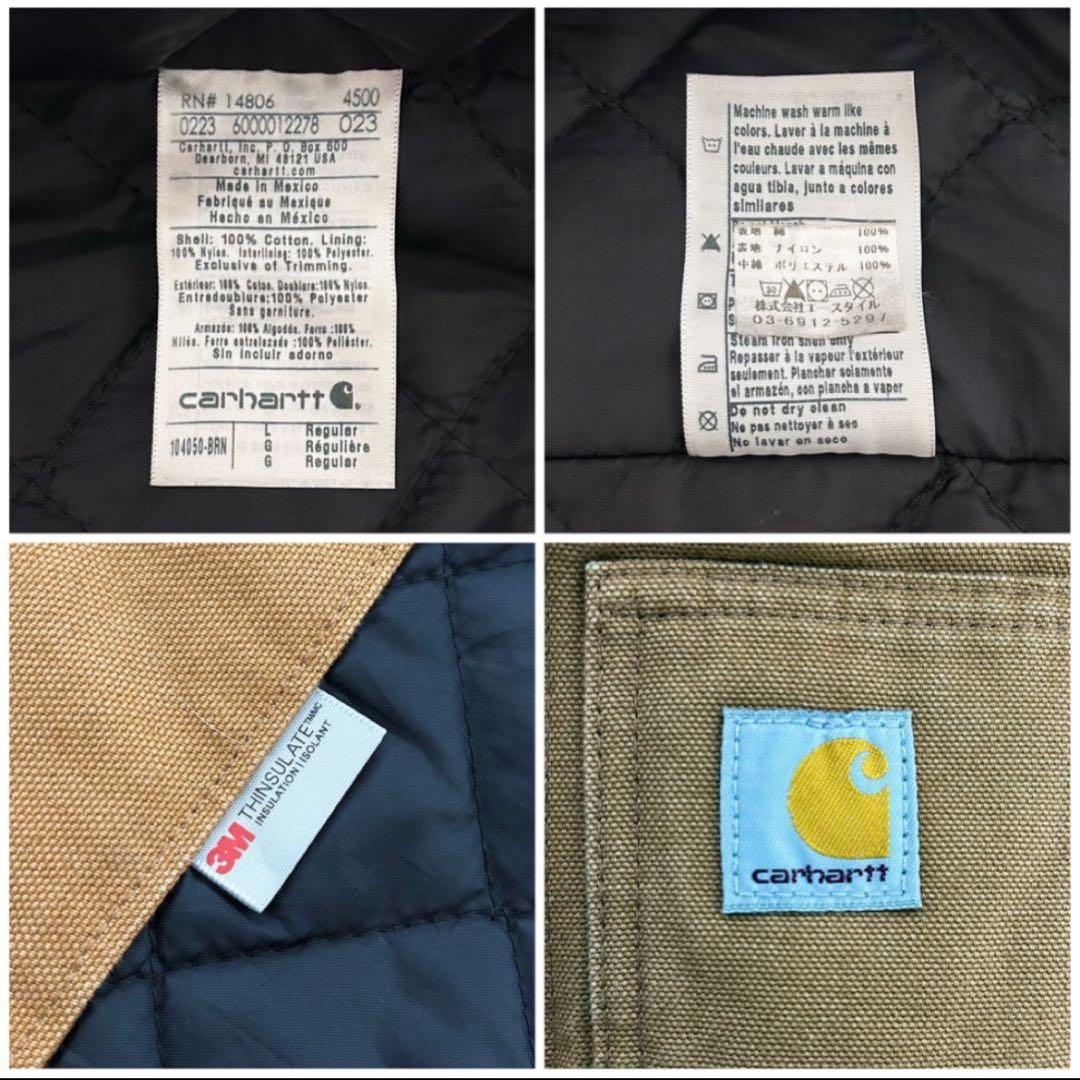 RN# 14806 4500
0223 6000012278 023
Carhartt, Inc. P. O. Box 600
Dearborn, MI 48121 USA
carhartt.com
Made in Mexico
Fabriqué au Mexique
Hecho en México
Shell: 100% Cotton. Lining:
100% Nylon. Interlining: 100% Polyester.
Exclusive of Trimming.
Extérieur: 100% Coton. Doublure: 100% Nylon.
Entredoublure: 100% Polyester
Sans garniture.
Armazón: 100% Algodón. Forro :100%
Nilón. Forro entretelado :100% Poliéster.
Sin incluir adorno
carhartt
104050-BRN L Regular
G Régulière
G Regular
Machine wash warm like
colors. Laver à la machine à
l'eau chaude avec les mêmes
couleurs. Lavar a máquina con
agua tibia, junto a colores
similares
表地 綿 100%
裏地 ナイロン 100%
中綿 ポリエステル 100%
株式会社エースタイル
03-6912-5297
Steam iron shell only
Repasser à la vapeur l'extérieur
seulement. Planchar solamente
el armazón, con plancha a vapor
Do not dry clean
Ne pas nettoyer à sec
No lavar en seco
3M THINSULATE™MC
INSULATION | ISOLANT
carhartt